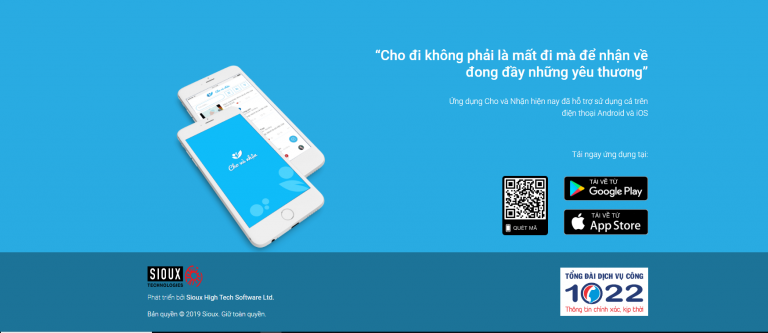 “Cho đi không phải là mất đi mà để nhận về
đong đầy những yêu thương”
Ứng dụng Cho và Nhận hiện nay đã hỗ trợ sử dụng cả trên
điện thoại Android và iOS
Tải ngay ứng dụng tại:
Cho và nhận
QUÉT MÃ
TẢI VỀ TỪ
Google Play
TẢI VỀ TỪ
App Store
SIOUX
TECHNOLOGIES
Phát triển bởi Sioux High Tech Software Ltd.
Bản quyền © 2019 Sioux. Giữ toàn quyền.
TỔNG ĐÀI DỊCH VỤ CÔNG
1022
Thông tin chính xác, kịp thời